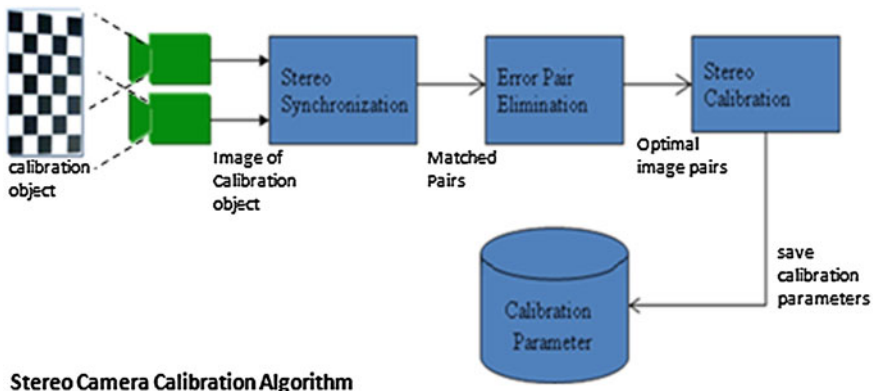 Stereo
Synchronization
Error Pair
Elimination
Stereo
Calibration
calibration
object
Image of
Calibration
object
Matched
Pairs
Optimal
image pairs
save
calibration
parameters
Calibration
Parameter
Stereo Camera Calibration Algorithm